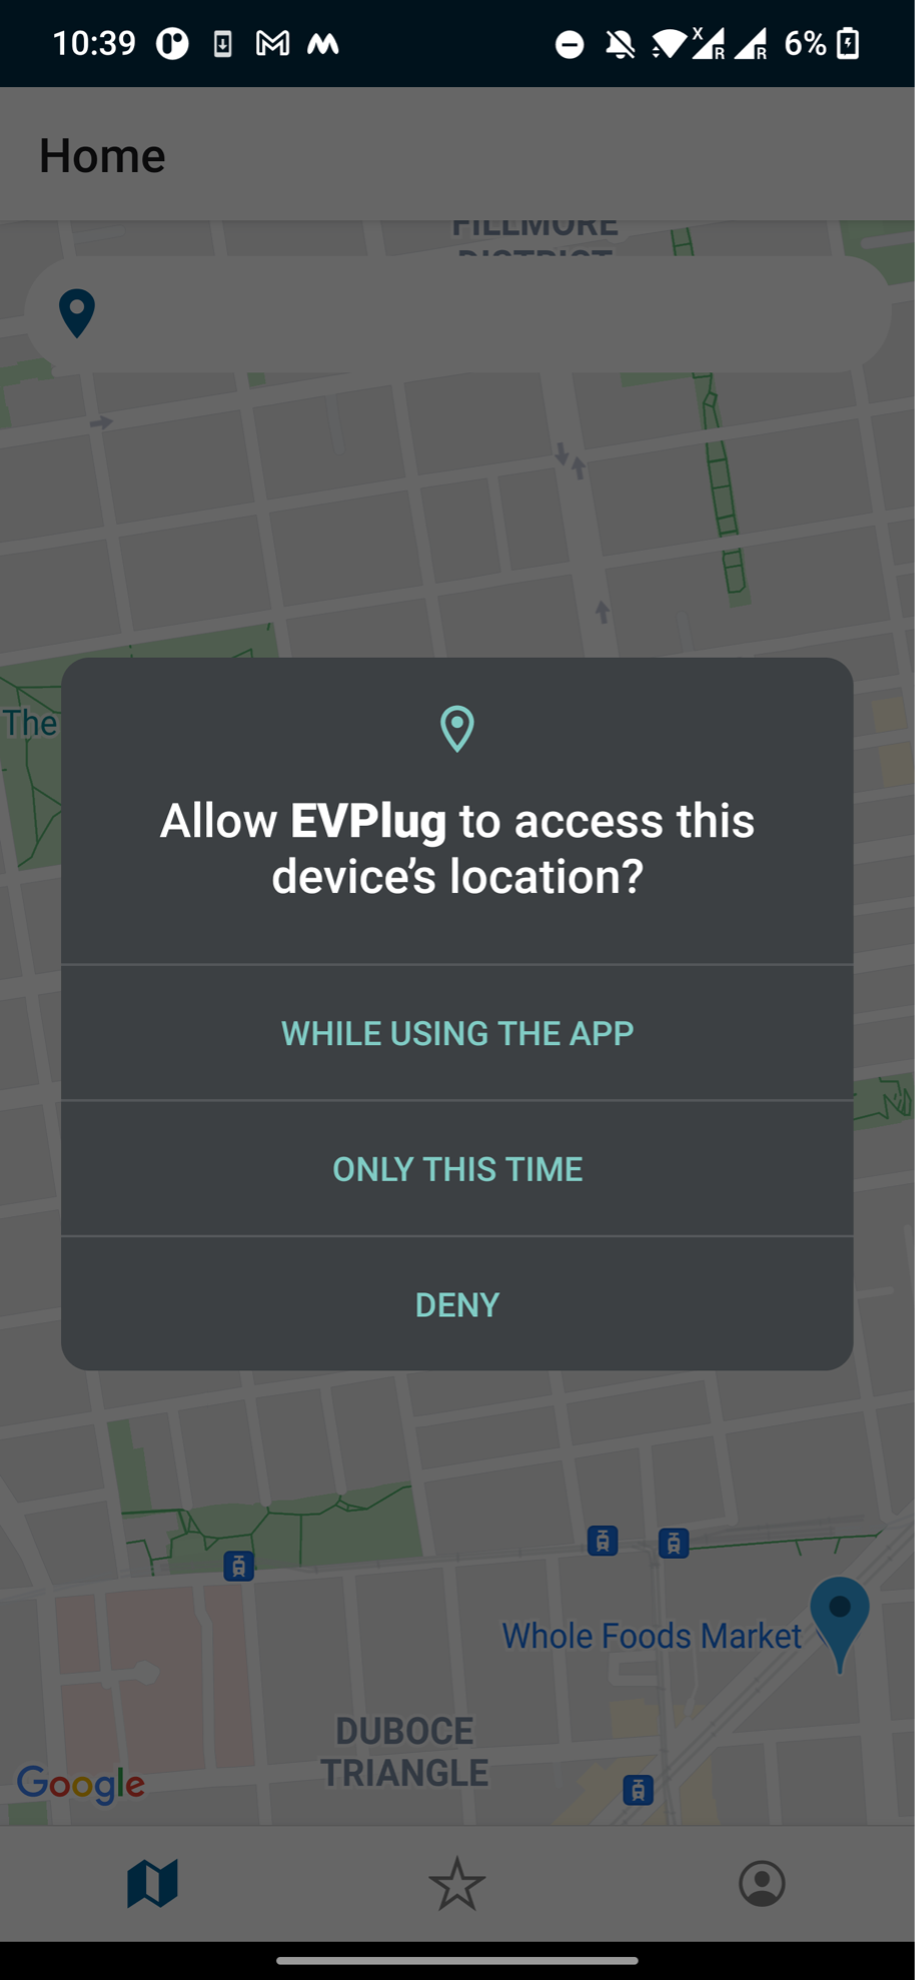 10:39
X
R
R
6%
Home
FILLMORE
DISTRICT
The
Allow EVPlug to access this
device’s location?
WHILE USING THE APP
ONLY THIS TIME
DENY
Whole Foods Market
DUBOCE
TRIANGLE
Google